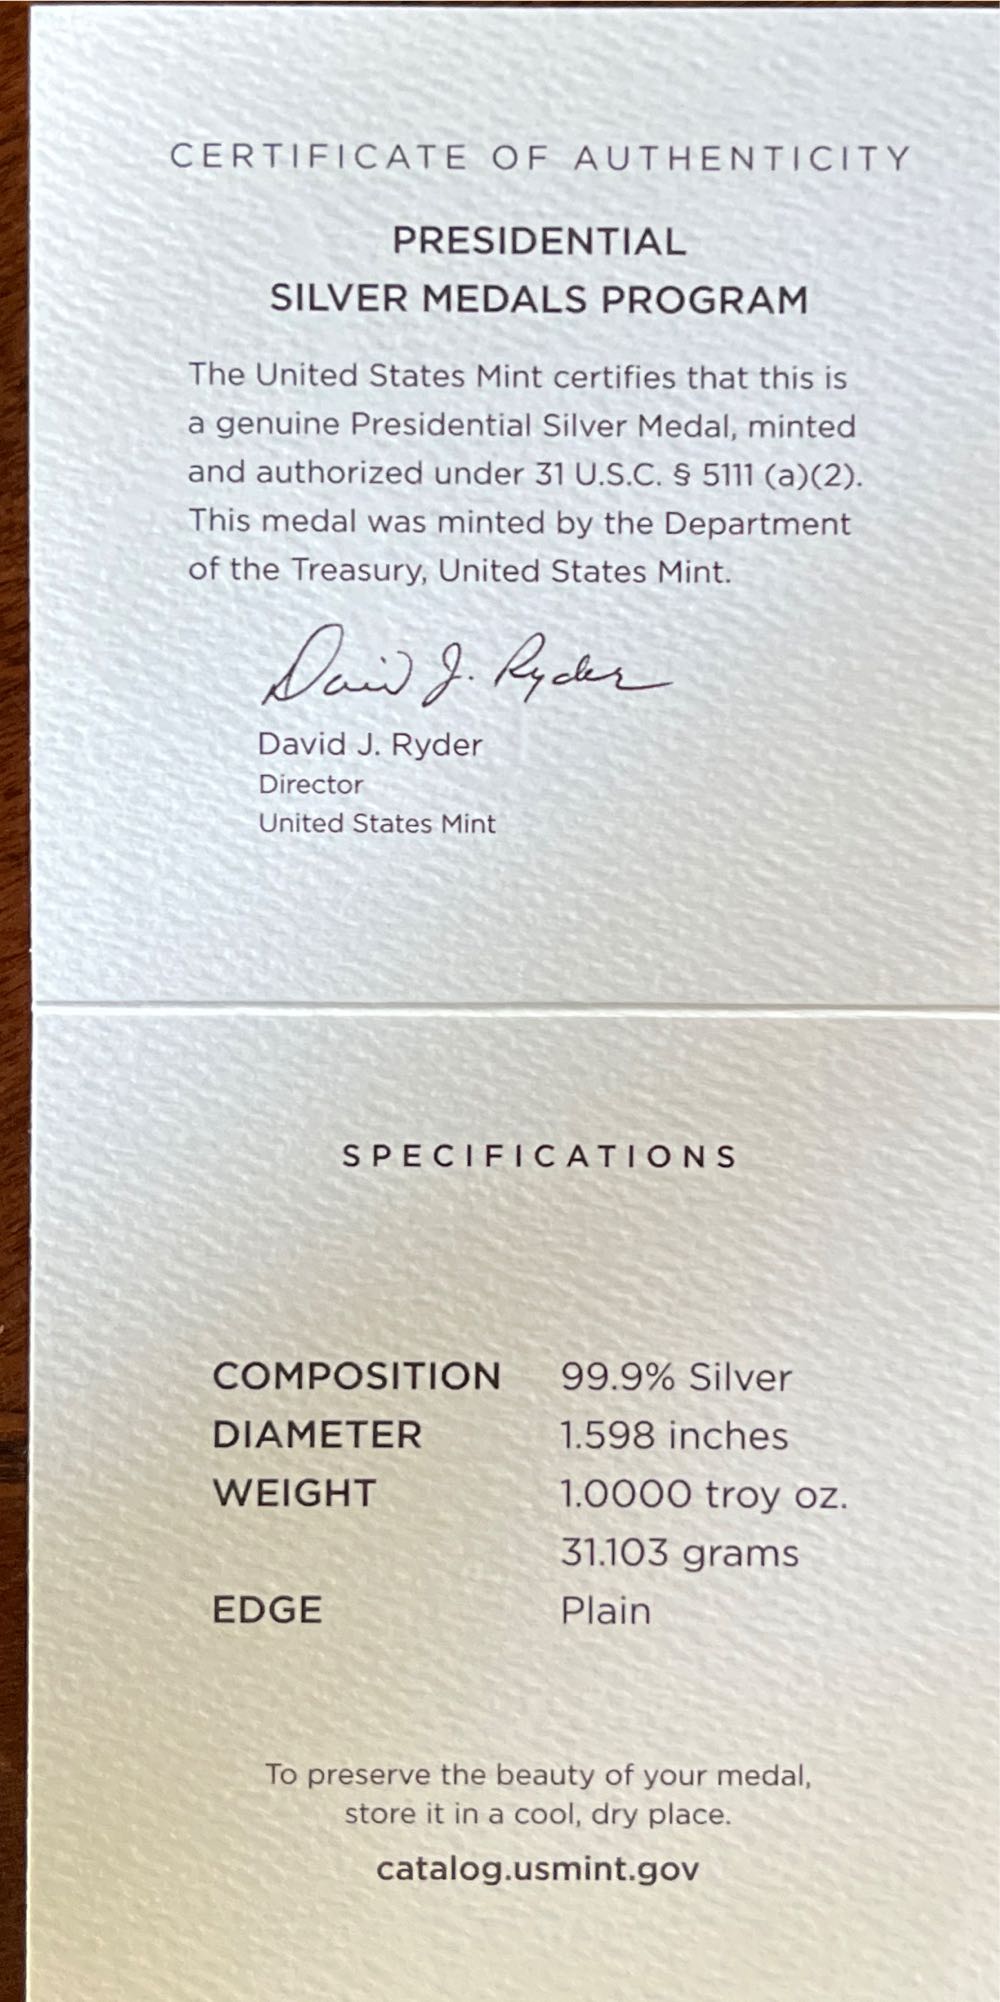 CERTIFICATE OF AUTHENTICITY
PRESIDENTIAL
SILVER MEDALS PROGRAM
The United States Mint certifies that this is
a genuine Presidential Silver Medal, minted
and authorized under 31 U.S.C. § 5111 (a)(2).
This medal was minted by the Department
of the Treasury, United States Mint.
David J. Ryder
David J. Ryder
Director
United States Mint
SPECIFICATIONS
COMPOSITION 99.9% Silver
DIAMETER 1.598 inches
WEIGHT 1.0000 troy oz.
31.103 grams
EDGE Plain
To preserve the beauty of your medal,
store it in a cool, dry place.
catalog.usmint.gov